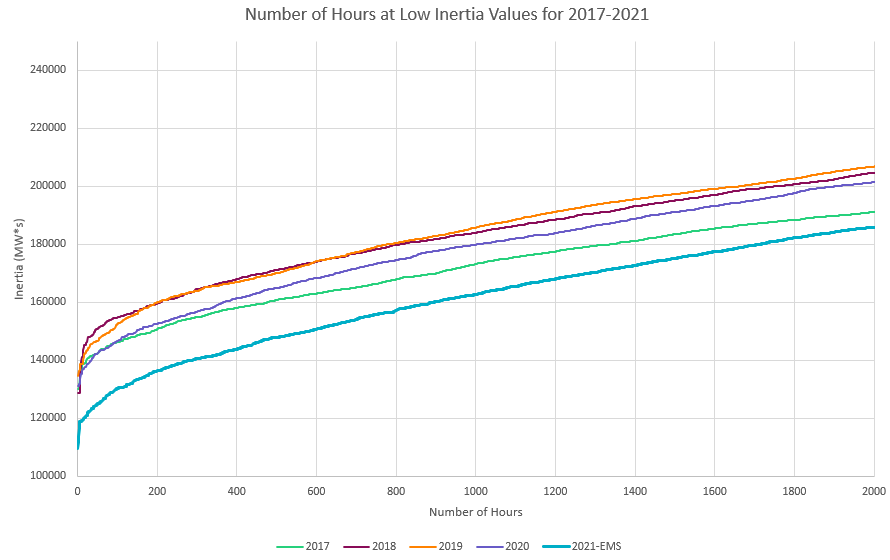 Number of Hours at Low Inertia Values for 2017-2021
240000
220000
200000
180000
160000
140000
120000
100000
Inertia (MW*s)
0 200 400 600 800 1000 1200 1400 1600 1800 2000
Number of Hours
2017 2018 2019 2020 2021-EMS